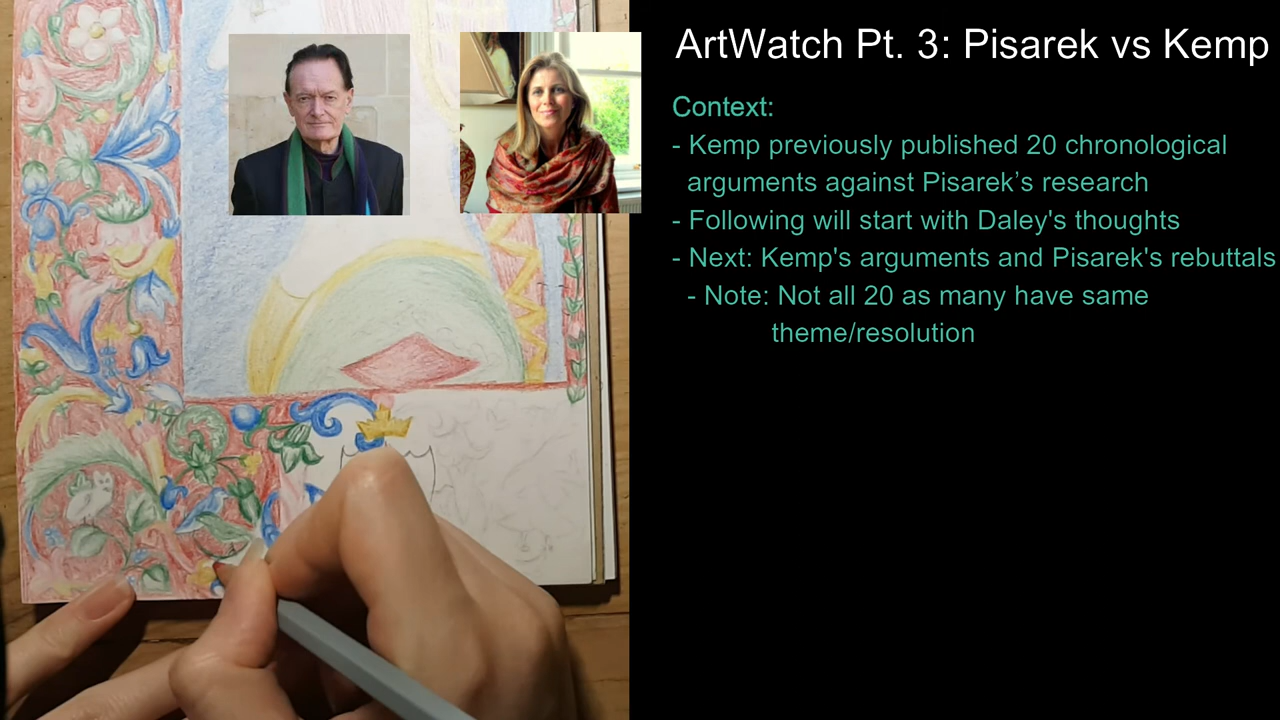 ArtWatch Pt. 3: Pisarek vs Kemp
Context:
- Kemp previously published 20 chronological
arguments against Pisarek’s research
- Following will start with Daley's thoughts
- Next: Kemp's arguments and Pisarek's rebuttals
- Note: Not all 20 as many have same
theme/resolution